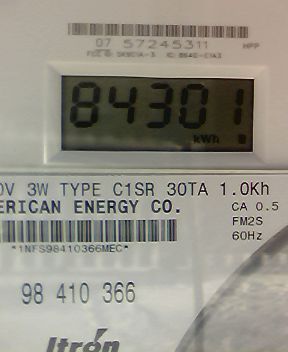 07 57245311
HPP
84301
kWh
0V 3W TYPE C1SR 30TA 1.0Kh
ERICAN ENERGY CO.
CA 0.5
FM2S
60Hz
*1NFS98410366MEC*
98 410 366
Itron